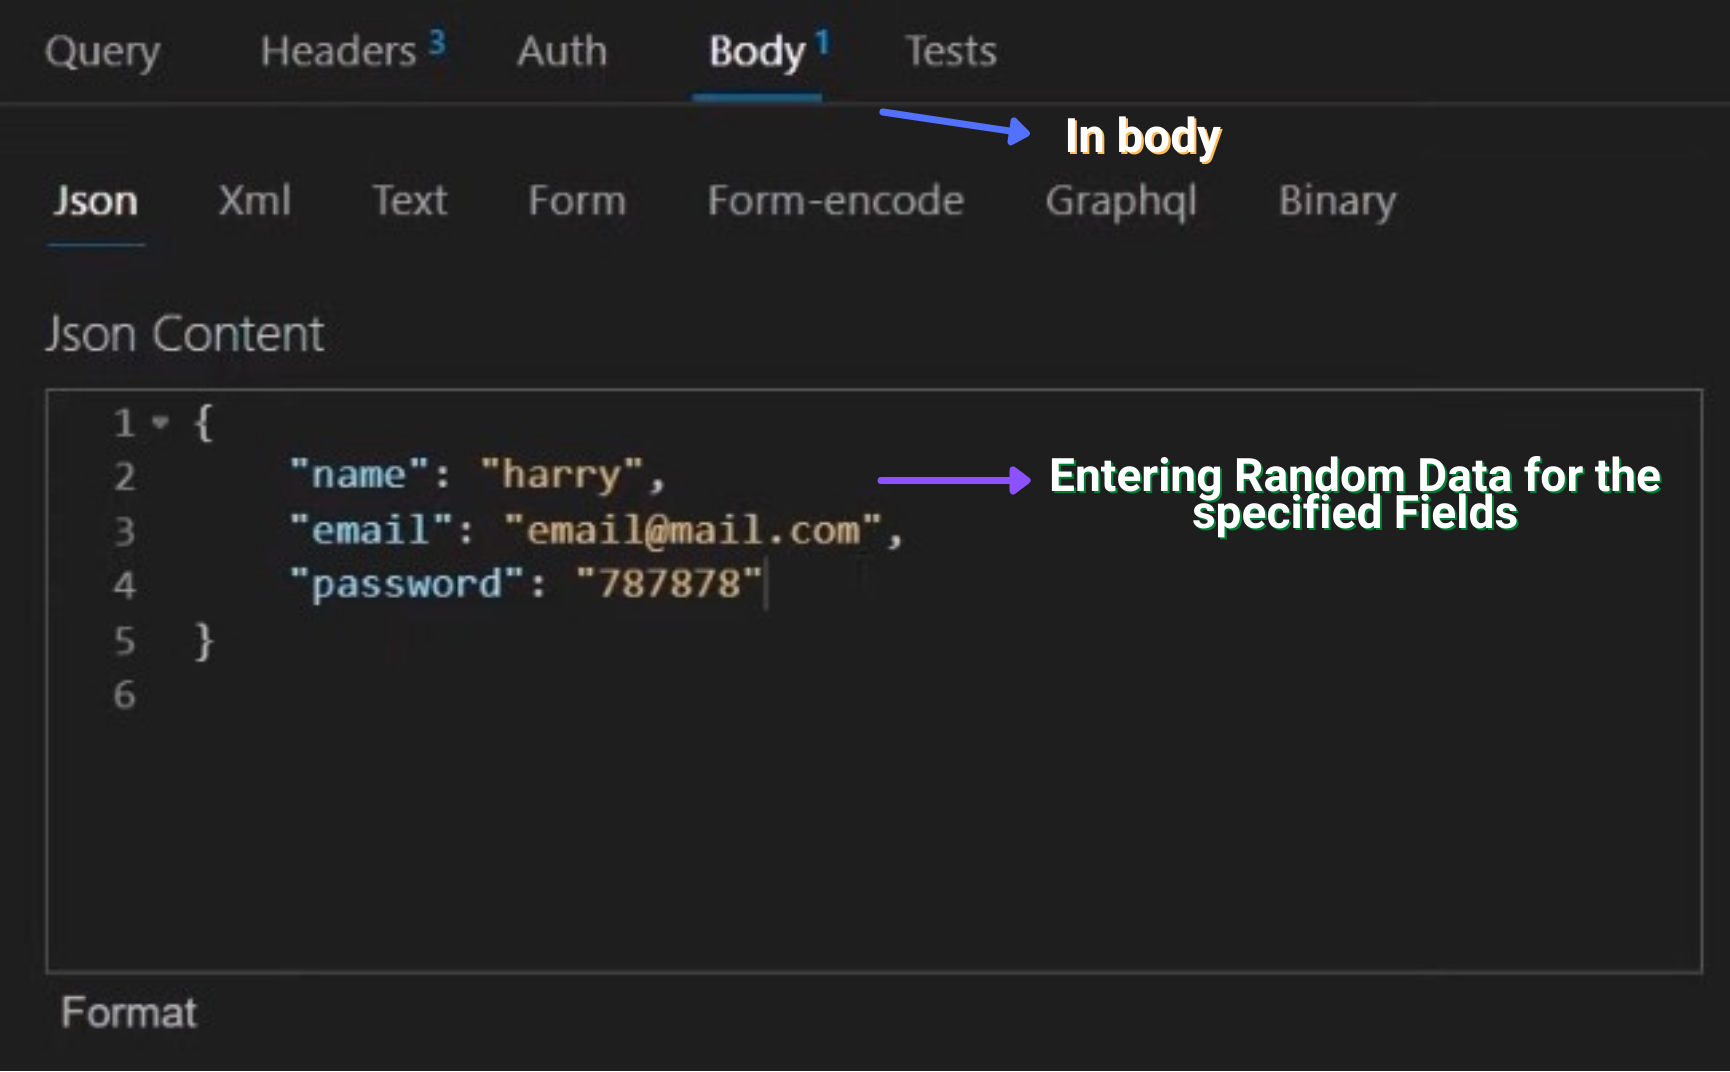 Query Headers 3 Auth Body 1 Tests
In body
Json Xml Text Form Form-encode Graphql Binary
Json Content
1 {
2 "name": "harry",
Entering Random Data for the
specified Fields
3 "email": "email@mail.com",
4 "password": "787878"
5 }
6
Format